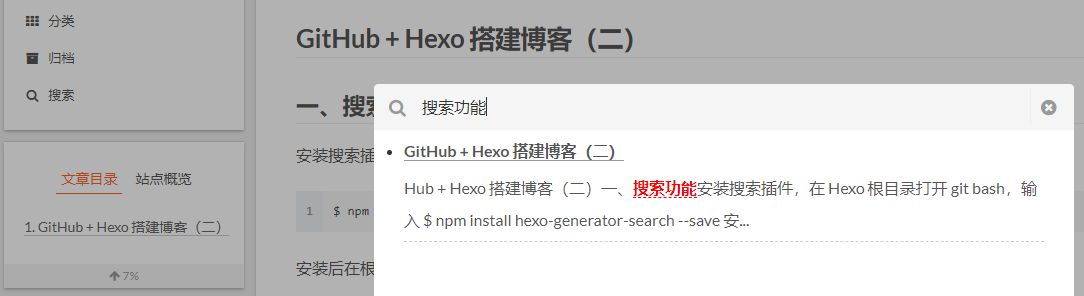 分类
归档
搜索
文章目录 站点概览
1. GitHub + Hexo 搭建博客（二）
7%
GitHub + Hexo 搭建博客（二）
一、搜
安装搜索插
1 $ npm
安装后在根
搜索功能
GitHub + Hexo 搭建博客（二）
Hub + Hexo 搭建博客（二）一、搜索功能安装搜索插件，在 Hexo 根目录打开 git bash，输
入 $ npm install hexo-generator-search --save 安...